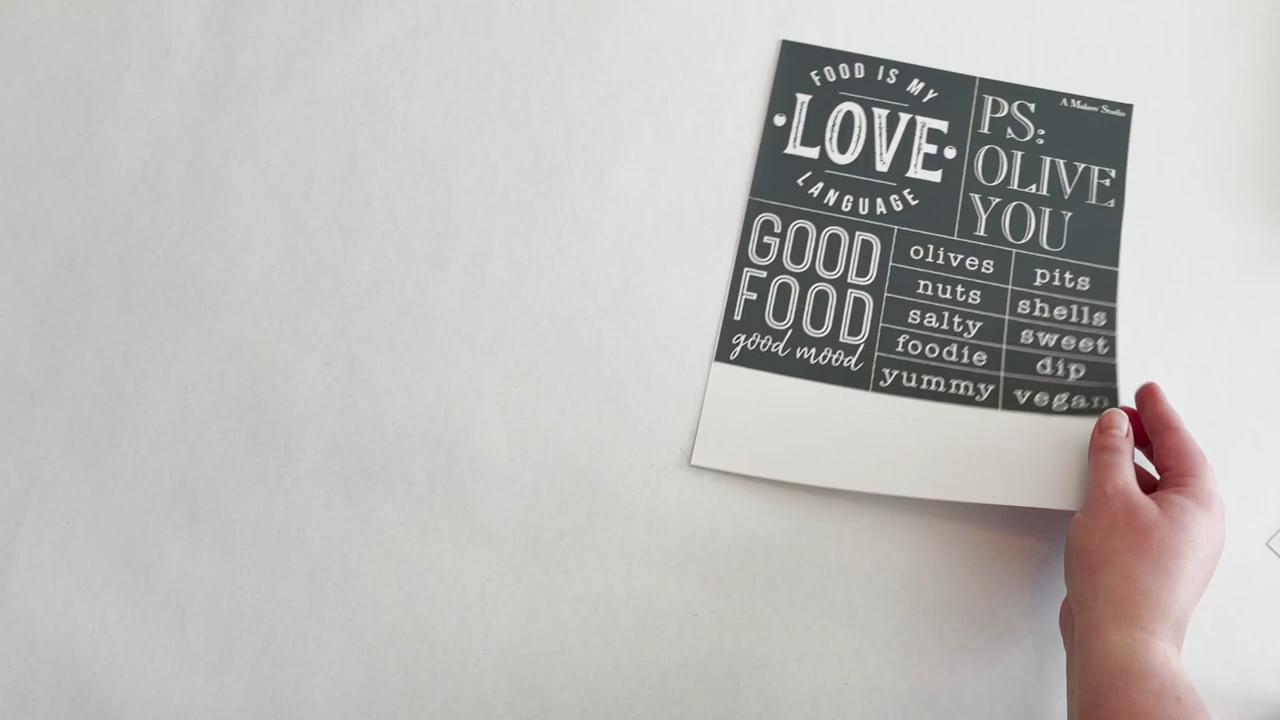 FOOD IS MY
LOVE
LANGUAGE
A Makers' Studio
PS:
OLIVE
YOU
GOOD
FOOD
good mood
olives
nuts
salty
foodie
yummy
pits
shells
sweet
dip
vegan